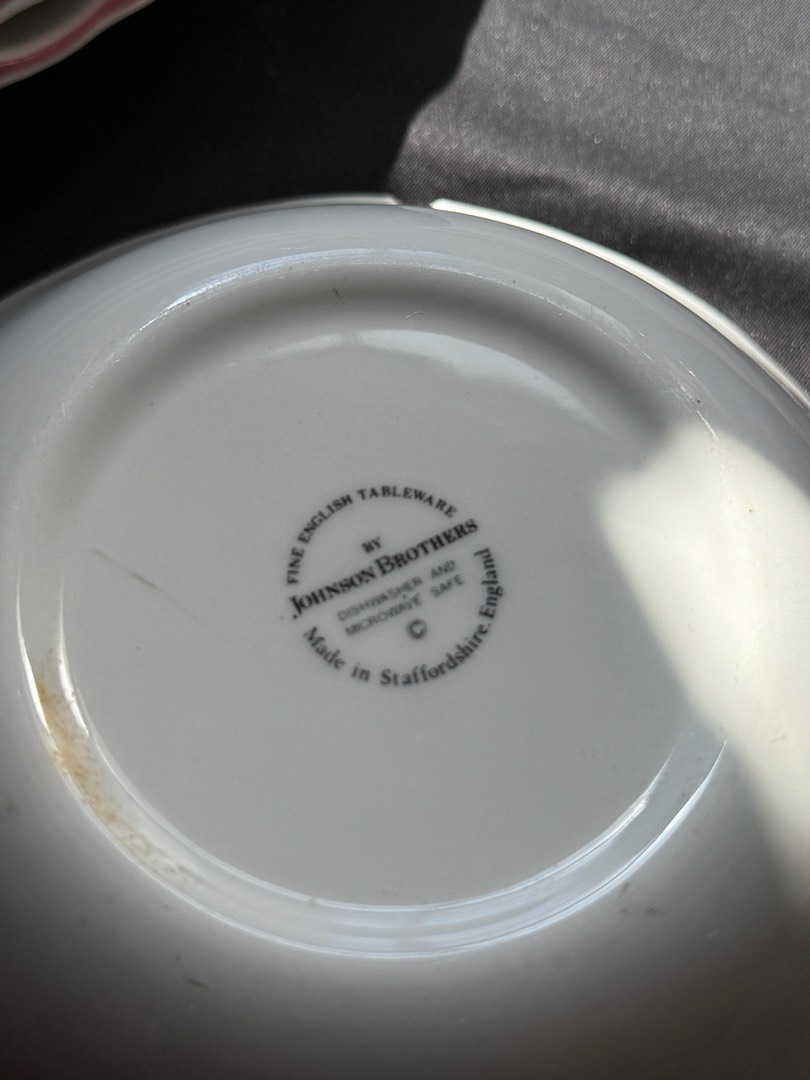 FINE ENGLISH TABLEWARE
BY
JOHNSON BROTHERS
DISHWASHER AND
MICROWAVE SAFE
©
Made in Staffordshire. England